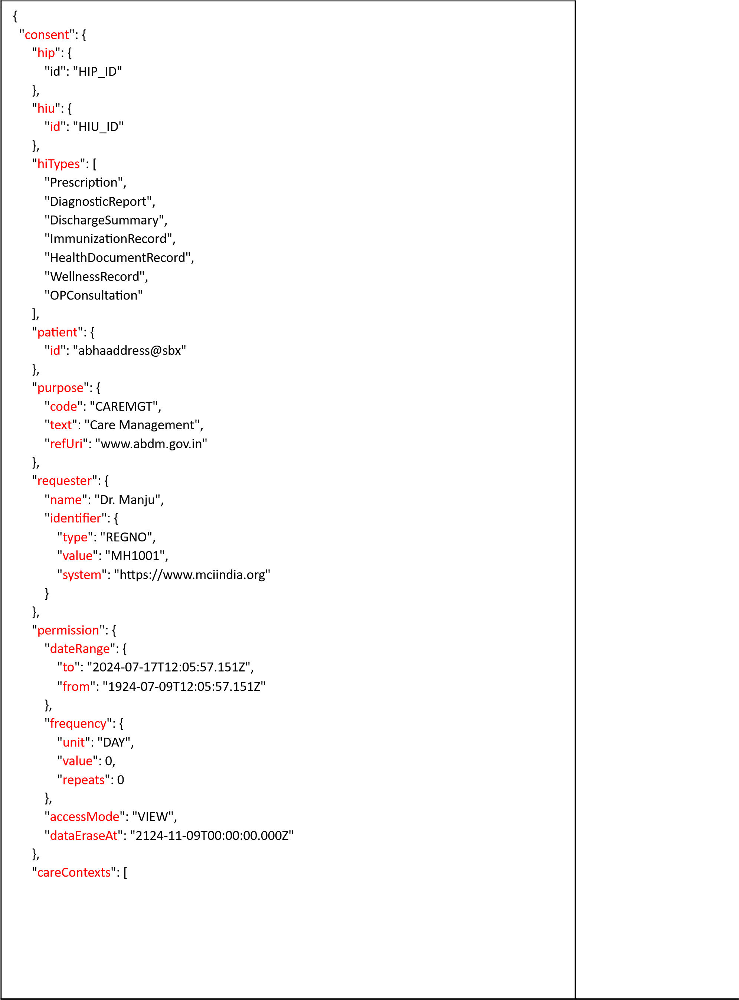 {
"consent": {
"hip": {
"id": "HIP_ID"
},
"hiu": {
"id": "HIU_ID"
},
"hiTypes": [
"Prescription",
"DiagnosticReport",
"DischargeSummary",
"ImmunizationRecord",
"HealthDocumentRecord",
"WellnessRecord",
"OPConsultation"
],
"patient": {
"id": "abhaaddress@sbx"
},
"purpose": {
"code": "CAREMGT",
"text": "Care Management",
"refUri": "www.abdm.gov.in"
},
"requester": {
"name": "Dr. Manju",
"identifier": {
"type": "REGNO",
"value": "MH1001",
"system": "https://www.mciindia.org"
}
},
"permission": {
"dateRange": {
"to": "2024-07-17T12:05:57.151Z",
"from": "1924-07-09T12:05:57.151Z"
},
"frequency": {
"unit": "DAY",
"value": 0,
"repeats": 0
},
"accessMode": "VIEW",
"dataEraseAt": "2124-11-09T00:00:00.000Z"
},
"careContexts": [